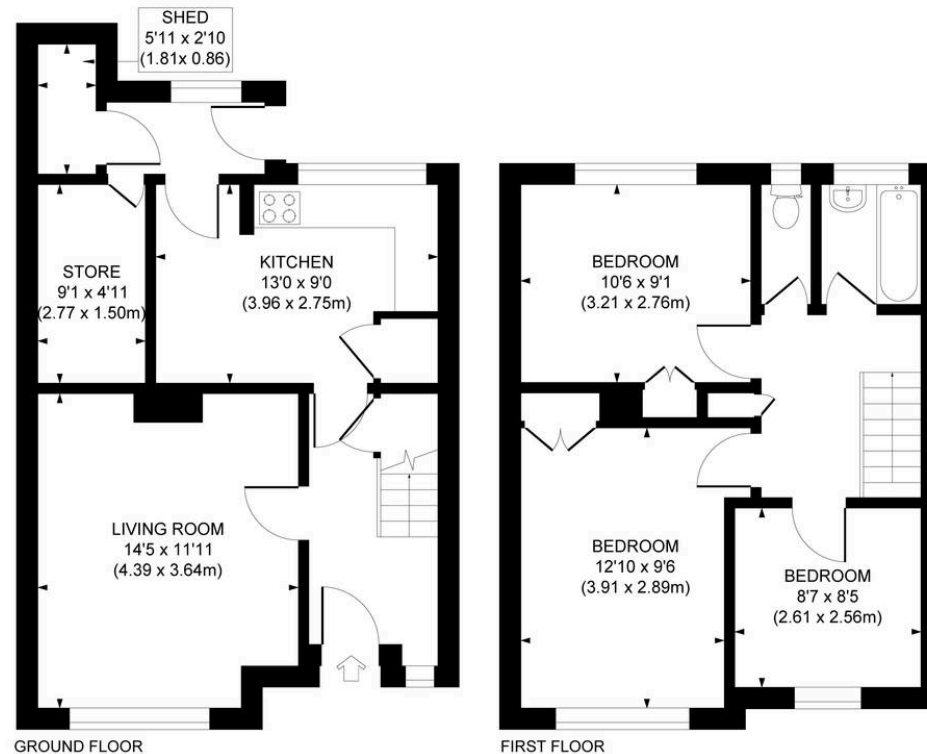 SHED
5'11 x 2'10
(1.81x 0.86)
STORE
9'1 x 4'11
(2.77 x 1.50m)
KITCHEN
13'0 x 9'0
(3.96 x 2.75m)
LIVING ROOM
14'5 x 11'11
(4.39 x 3.64m)
GROUND FLOOR
BEDROOM
10'6 x 9'1
(3.21 x 2.76m)
BEDROOM
12'10 x 9'6
(3.91 x 2.89m)
BEDROOM
8'7 x 8'5
(2.61 x 2.56m)
FIRST FLOOR